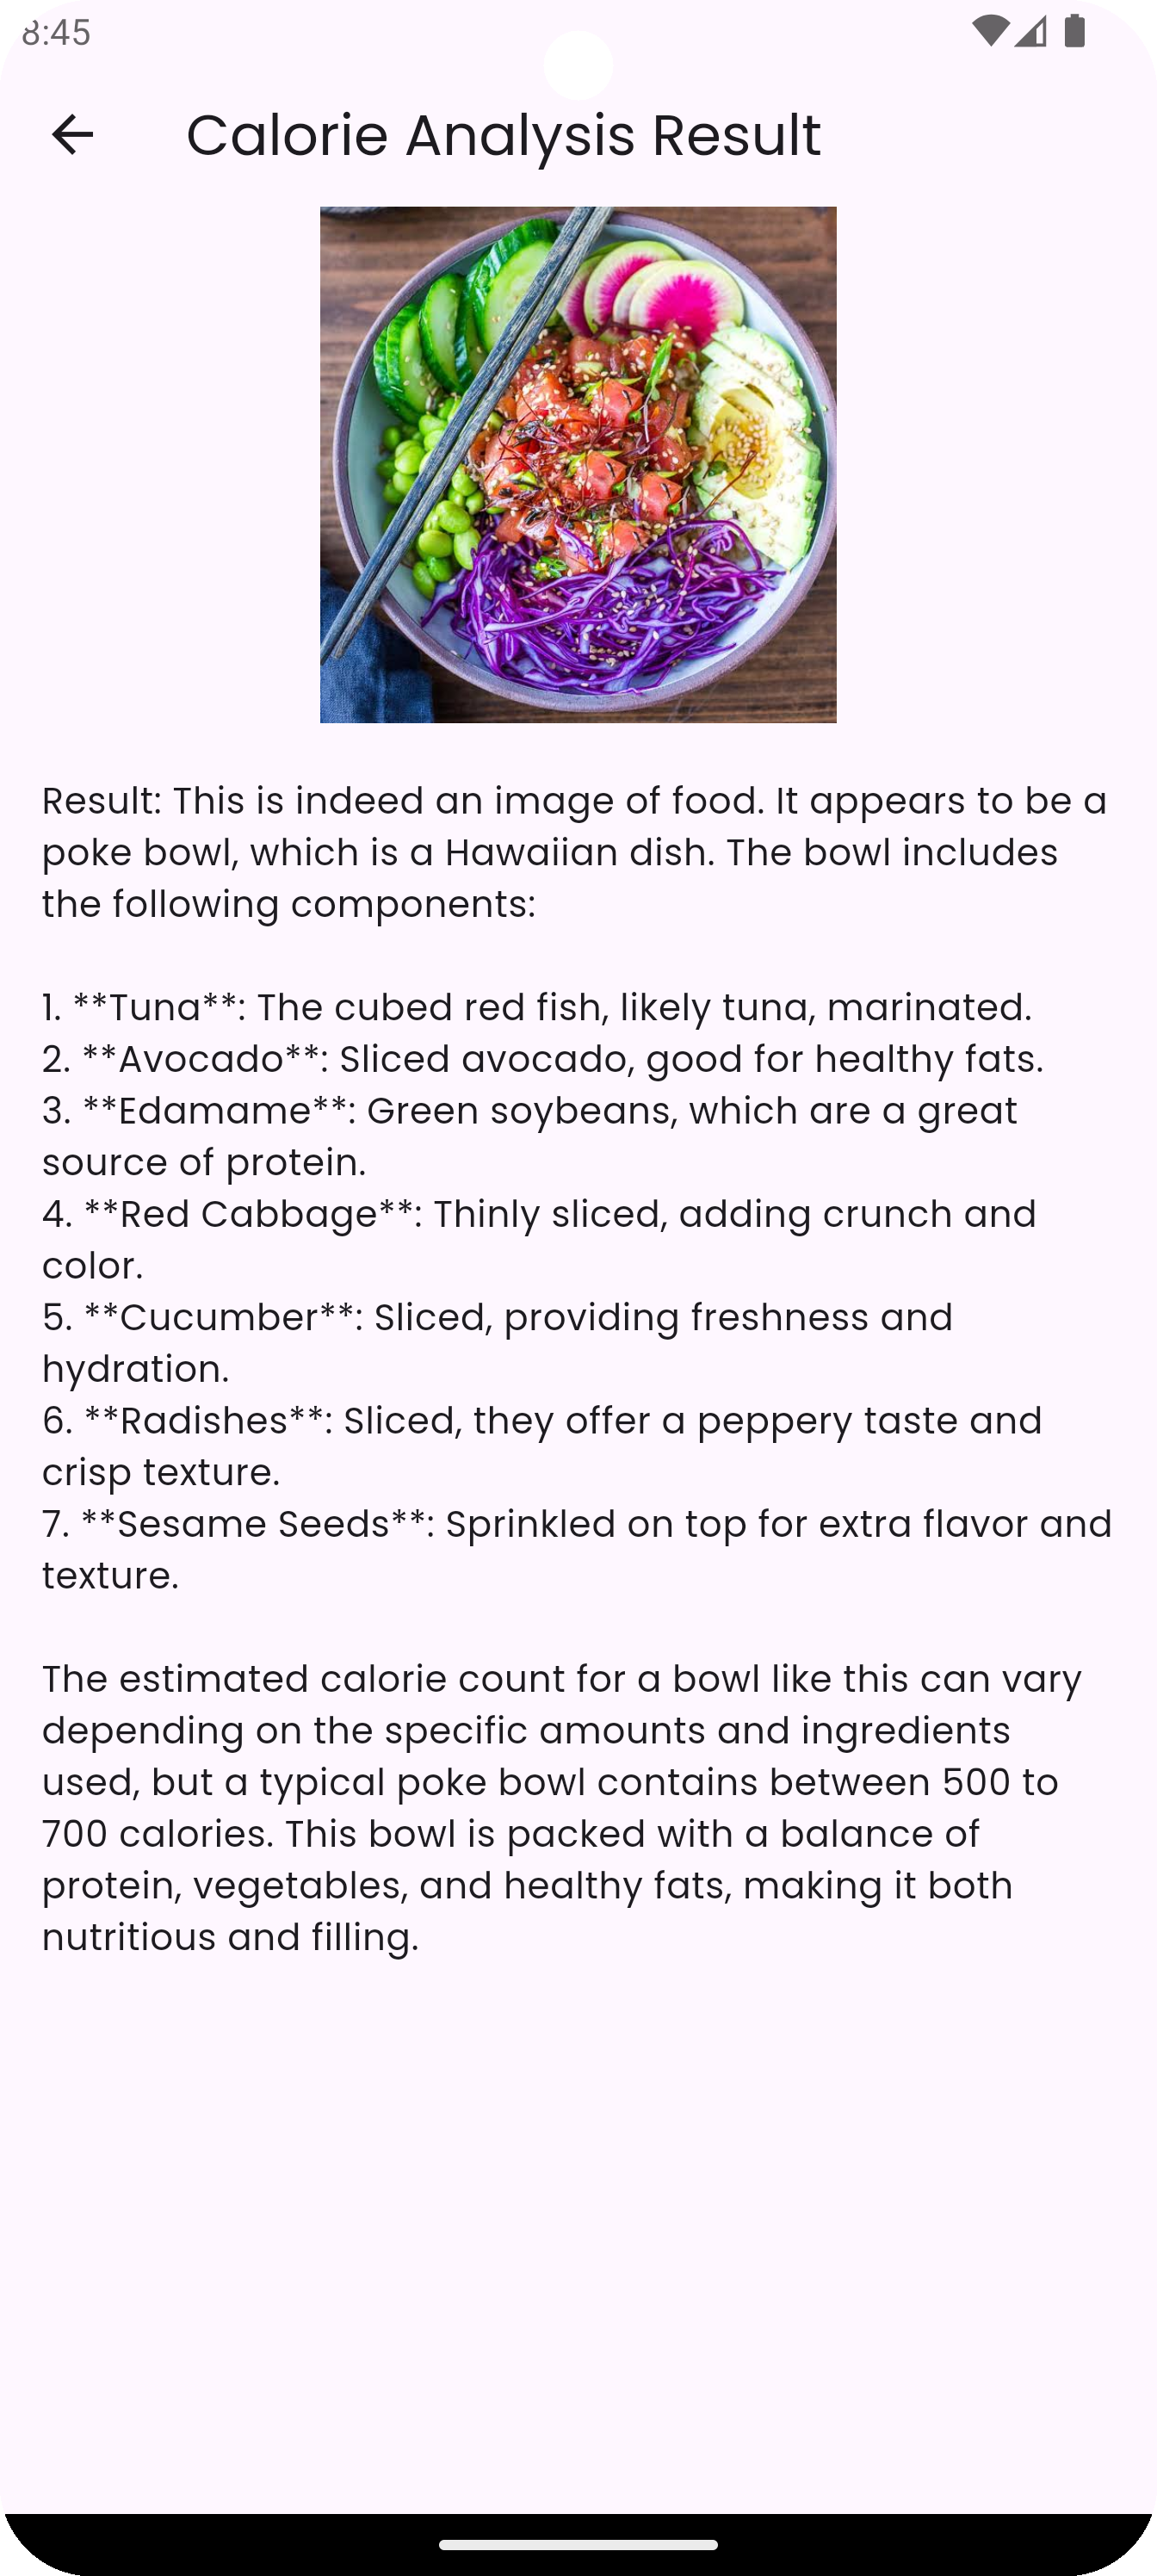 8:45
Calorie Analysis Result
Result: This is indeed an image of food. It appears to be a
poke bowl, which is a Hawaiian dish. The bowl includes
the following components:
1. **Tuna**: The cubed red fish, likely tuna, marinated.
2. **Avocado**: Sliced avocado, good for healthy fats.
3. **Edamame**: Green soybeans, which are a great
source of protein.
4. **Red Cabbage**: Thinly sliced, adding crunch and
color.
5. **Cucumber**: Sliced, providing freshness and
hydration.
6. **Radishes**: Sliced, they offer a peppery taste and
crisp texture.
7. **Sesame Seeds**: Sprinkled on top for extra flavor and
texture.
The estimated calorie count for a bowl like this can vary
depending on the specific amounts and ingredients
used, but a typical poke bowl contains between 500 to
700 calories. This bowl is packed with a balance of
protein, vegetables, and healthy fats, making it both
nutritious and filling.